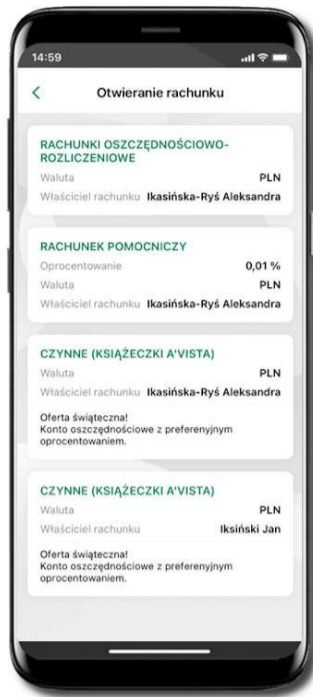 14:59
Otwieranie rachunku
RACHUNKI OSZCZĘDNOŚCIOWO-
ROZLICZENIOWE
Waluta PLN
Właściciel rachunku Ikasińska-Ryś Aleksandra
RACHUNEK POMOCNICZY
Oprocentowanie 0,01 %
Waluta PLN
Właściciel rachunku Ikasińska-Ryś Aleksandra
CZYNNE (KSIĄŻECZKI A'VISTA)
Waluta PLN
Właściciel rachunku Ikasińska-Ryś Aleksandra
Oferta świąteczna!
Konto oszczędnościowe z preferenyjnym
oprocentowaniem.
CZYNNE (KSIĄŻECZKI A'VISTA)
Waluta PLN
Właściciel rachunku Iksiński Jan
Oferta świąteczna!
Konto oszczędnościowe z preferenyjnym
oprocentowaniem.